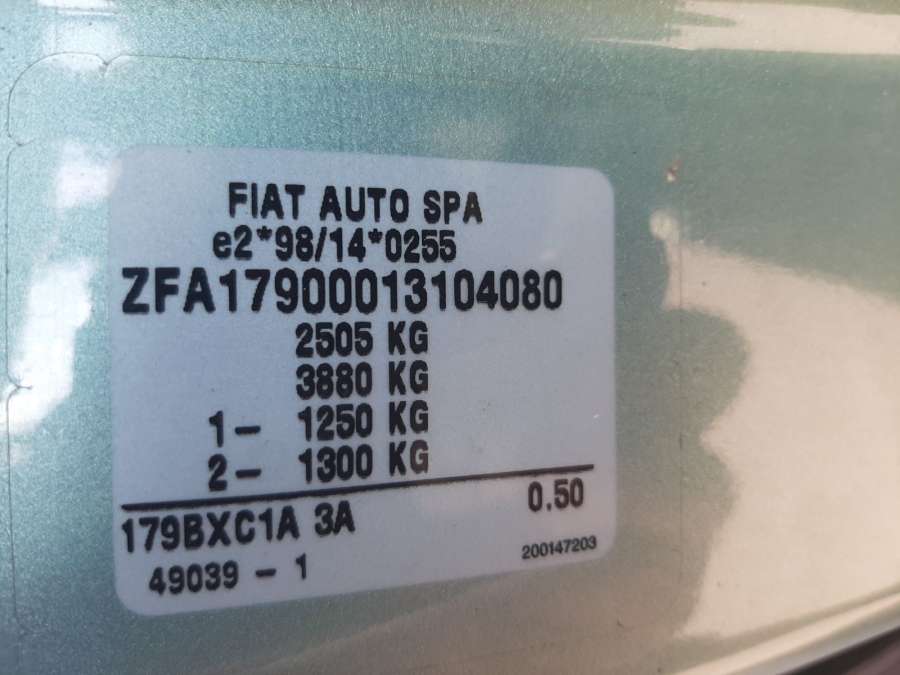 FIAT AUTO SPA
e2*98/14*0255
ZFA17900013104080
2505 KG
3880 KG
1- 1250 KG
2- 1300 KG
179BXC1A 3A 0.50
49039 - 1 200147203